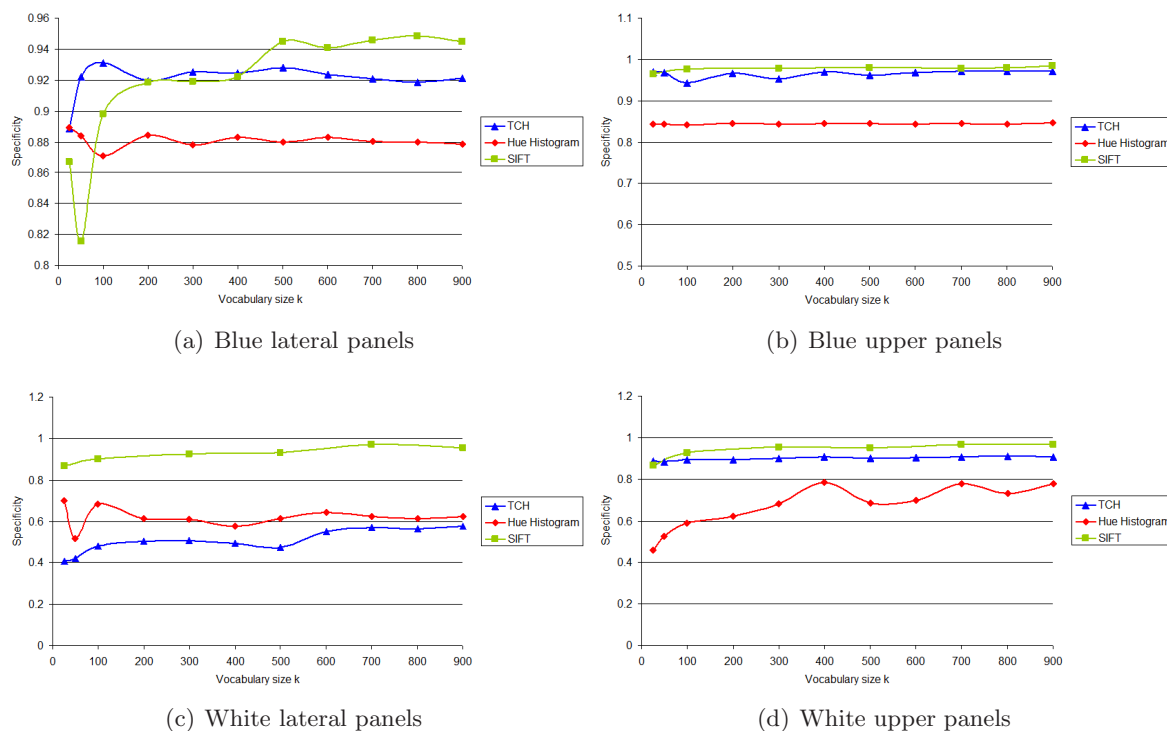 0.96
0.94
0.92
0.9
0.88
0.86
0.84
0.82
0.8
Specificity
0 100 200 300 400 500 600 700 800 900
Vocabulary size k
TCH
Hue Histogram
SIFT
(a) Blue lateral panels
1.1
1
0.9
0.8
0.7
0.6
0.5
Specificity
0 100 200 300 400 500 600 700 800 900
Vocabulary size k
TCH
Hue Histogram
SIFT
(b) Blue upper panels
1.2
1
0.8
0.6
0.4
0.2
0
Specificity
0 100 200 300 400 500 600 700 800 900
Vocabulary size k
TCH
Hue Histogram
SIFT
(c) White lateral panels
1.2
1
0.8
0.6
0.4
0.2
0
Specificity
0 100 200 300 400 500 600 700 800 900
Vocabulary size k
TCH
Hue Histogram
SIFT
(d) White upper panels